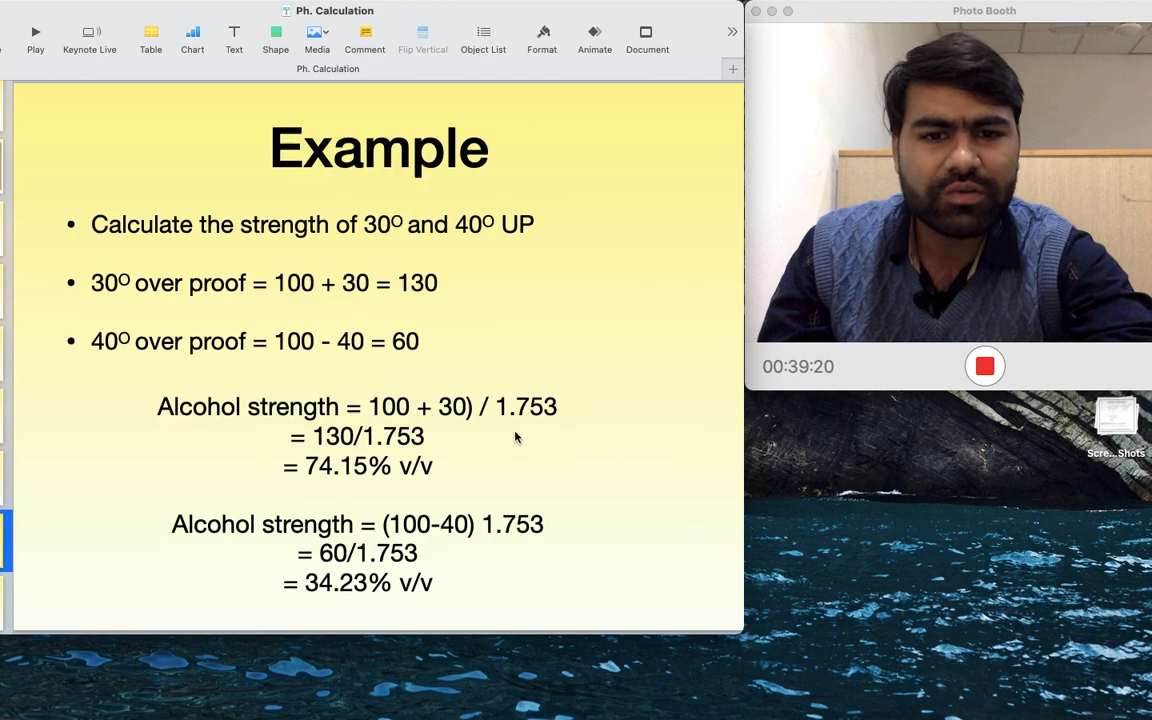 Ph. Calculation
Photo Booth
Play
Keynote Live
Table
Chart
Text
Shape
Media
Comment
Flip Vertical
Object List
Format
Animate
Document
Ph. Calculation
Example
• Calculate the strength of 30º and 40º UP
• 30º over proof = 100 + 30 = 130
• 40º over proof = 100 - 40 = 60
Alcohol strength = 100 + 30) / 1.753
= 130/1.753
= 74.15% v/v
Alcohol strength = (100-40) 1.753
= 60/1.753
= 34.23% v/v
00:39:20
Scre...Shots